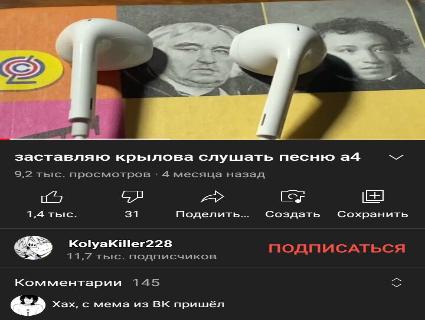 заставляю крылова слушать песню а4
9,2 тыс. просмотров · 4 месяца назад
1,4 тыс. 31 Поделить... Создать Сохранить
KolyaKiller228
11,7 тыс. подписчиков
ПОДПИСАТЬСЯ
Комментарии 145
Хах, с мема из ВК пришёл